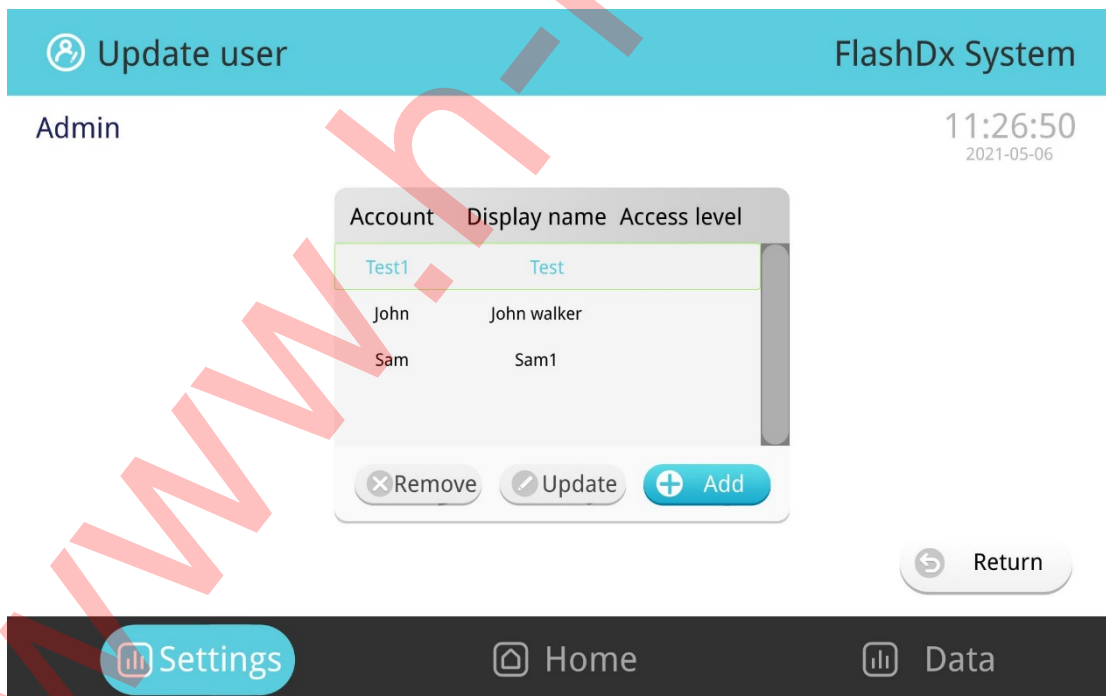 Update user
FlashDx System
Admin
11:26:50
2021-05-06
Account Display name Access level
Test1 Test
John John walker
Sam Sam1
Remove Update Add
Return
Settings Home Data
www.h-